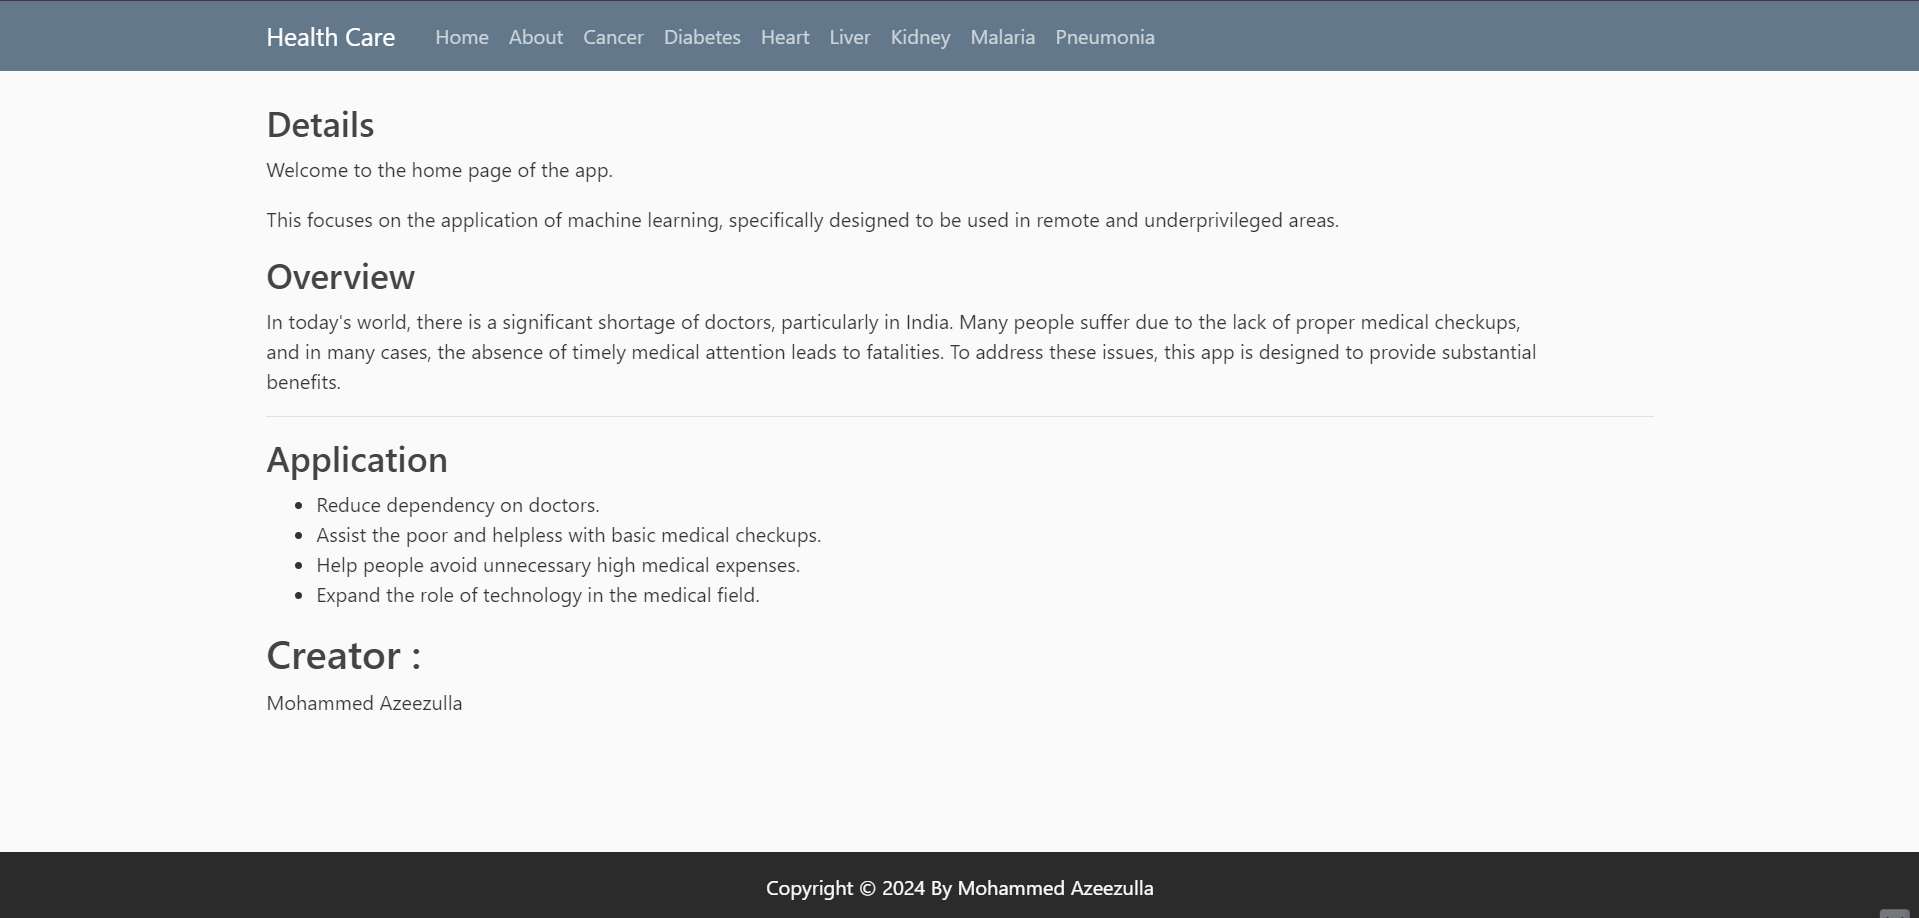 Health Care Home About Cancer Diabetes Heart Liver Kidney Malaria Pneumonia
Details
Welcome to the home page of the app.
This focuses on the application of machine learning, specifically designed to be used in remote and underprivileged areas.
Overview
In today's world, there is a significant shortage of doctors, particularly in India. Many people suffer due to the lack of proper medical checkups,
and in many cases, the absence of timely medical attention leads to fatalities. To address these issues, this app is designed to provide substantial
benefits.
Application
• Reduce dependency on doctors.
• Assist the poor and helpless with basic medical checkups.
• Help people avoid unnecessary high medical expenses.
• Expand the role of technology in the medical field.
Creator :
Mohammed Azeezulla
Copyright © 2024 By Mohammed Azeezulla